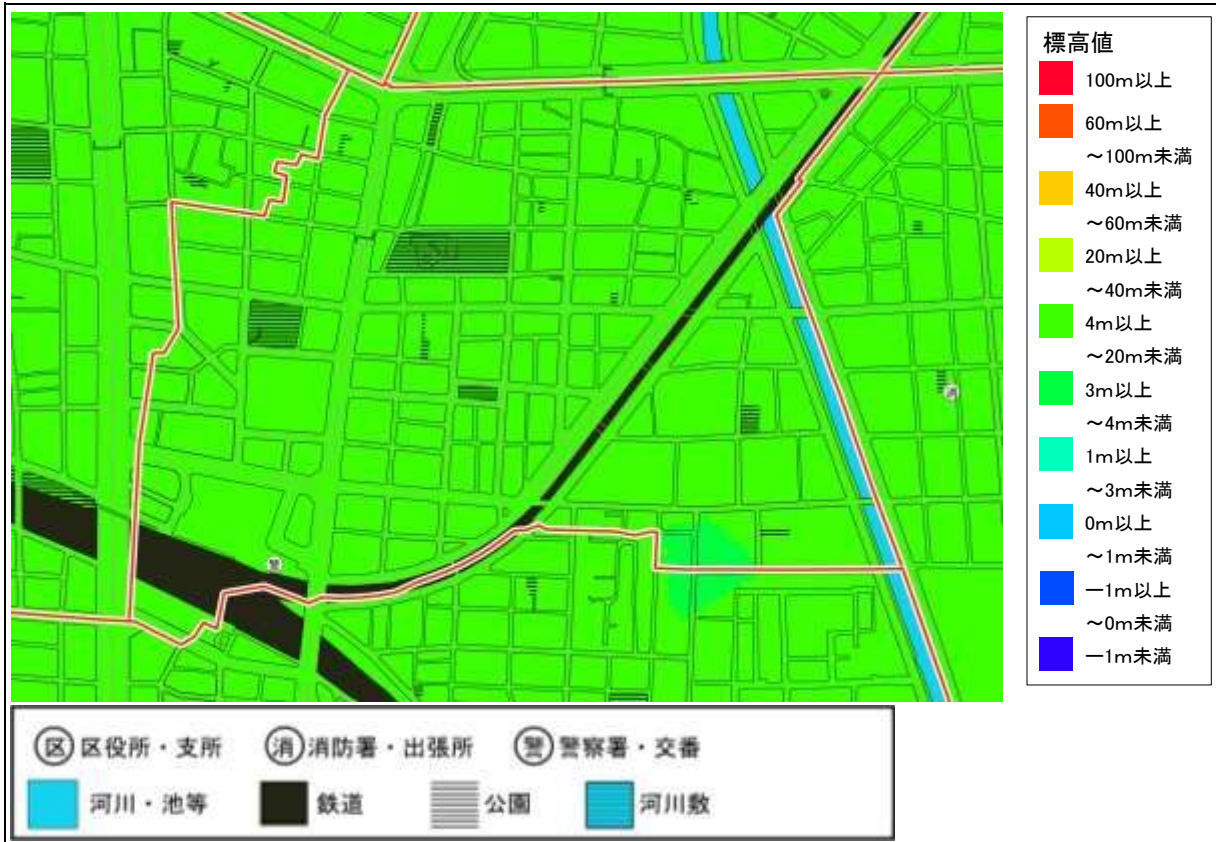 標高値
100m以上
60m以上
～100m未満
40m以上
～60m未満
20m以上
～40m未満
4m以上
～20m未満
3m以上
～4m未満
1m以上
～3m未満
0m以上
～1m未満
－1m以上
～0m未満
－1m未満
消
警
区 区役所・支所 消 消防署・出張所 警 警察署・交番
河川・池等 鉄道 公園 河川敷